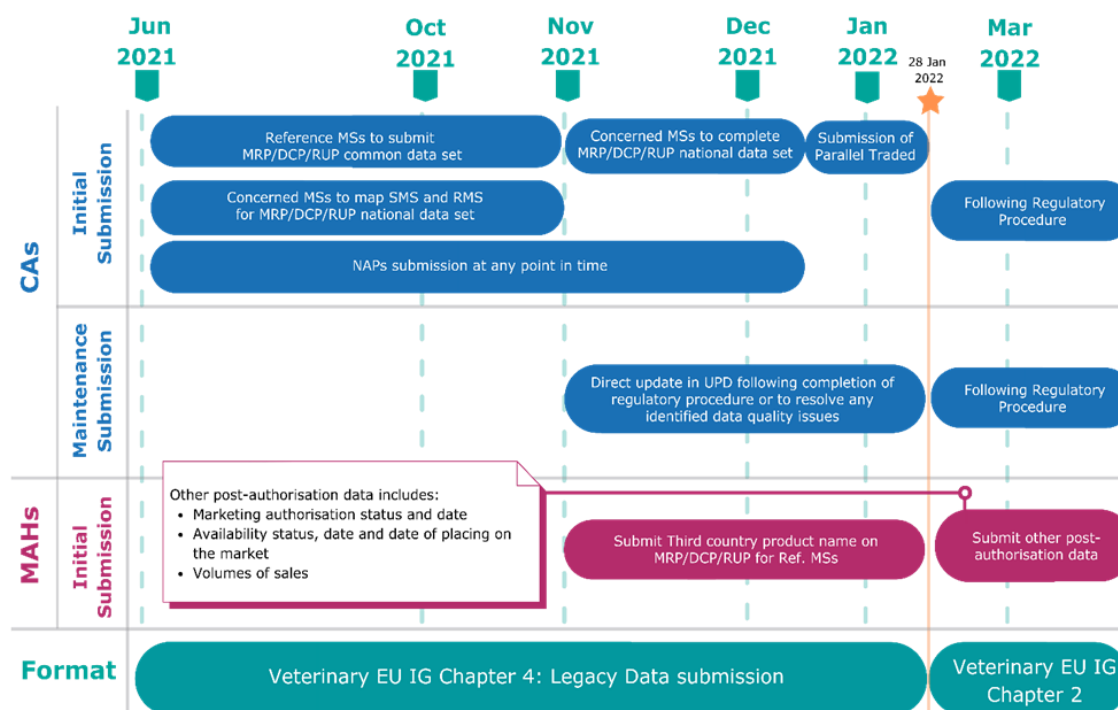 Jun
2021
Oct
2021
Nov
2021
Dec
2021
Jan
2022
28 Jan
2022
Mar
2022
CAs
Initial
Submission
Reference MSs to submit
MRP/DCP/RUP common data set
Concerned MSs to complete
MRP/DCP/RUP national data set
Submission of
Parallel Traded
Concerned MSs to map SMS and RMS
for MRP/DCP/RUP national data set
Following Regulatory
Procedure
NAPs submission at any point in time
Maintenance
Submission
Direct update in UPD following completion of
regulatory procedure or to resolve any
identified data quality issues
Following Regulatory
Procedure
MAHs
Initial
Submission
Other post-authorisation data includes:
• Marketing authorisation status and date
• Availability status, date and date of placing on
the market
• Volumes of sales
Submit Third country product name on
MRP/DCP/RUP for Ref. MSs
Submit other post-
authorisation data
Format
Veterinary EU IG Chapter 4: Legacy Data submission
Veterinary EU IG
Chapter 2